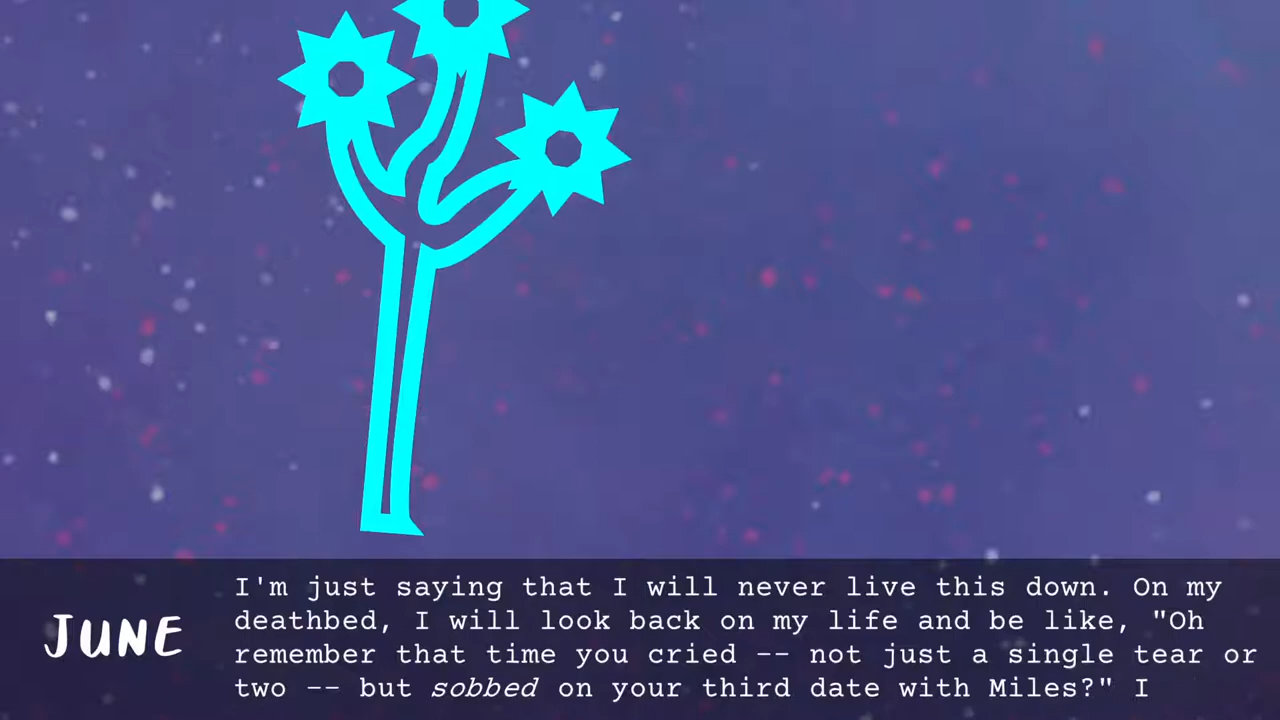 JUNE
I'm just saying that I will never live this down. On my
deathbed, I will look back on my life and be like, "Oh
remember that time you cried -- not just a single tear or
two -- but sobbed on your third date with Miles?" I